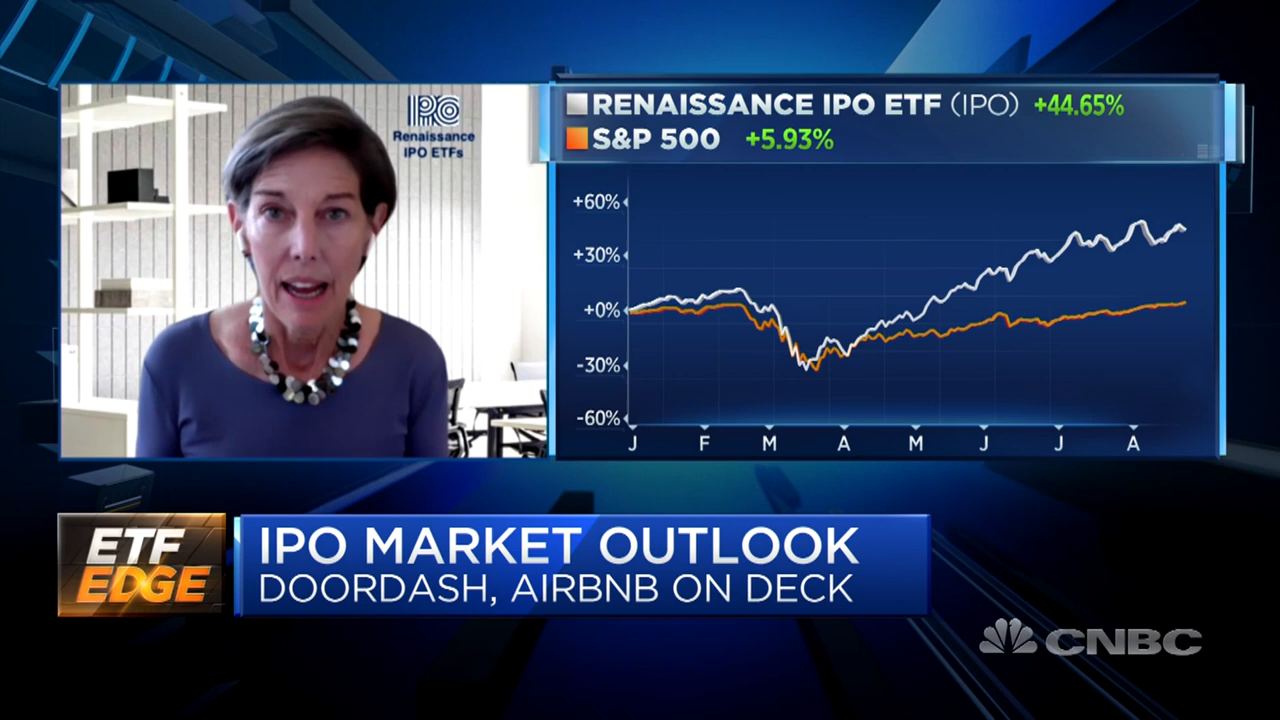 IPO
Renaissance
IPO ETFs
RENAISSANCE IPO ETF (IPO) +44.65%
S&P 500 +5.93%
+60%
+30%
+0%
-30%
-60%
J F M A M J J A
ETF
EDGE
IPO MARKET OUTLOOK
DOORDASH, AIRBNB ON DECK
CNBC